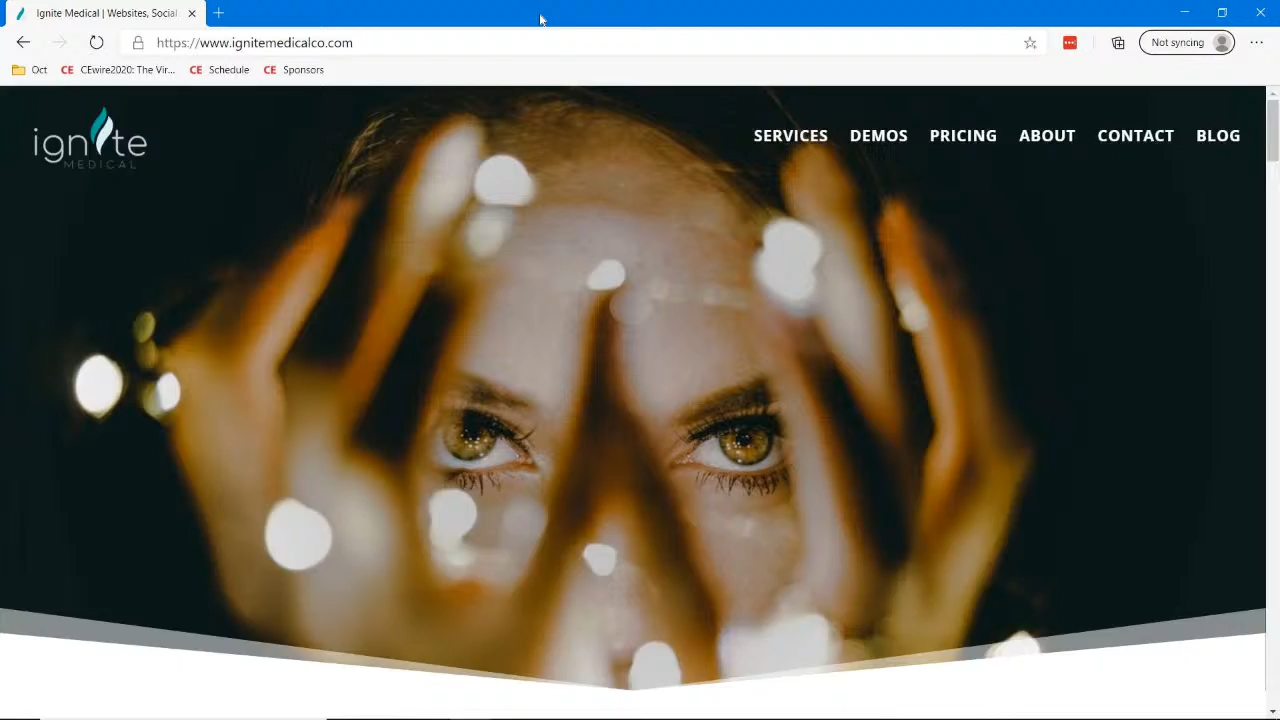 Ignite Medical | Websites, Social
https://www.ignitemedicalco.com
Not syncing
Oct
CE CEwire2020: The Vir...
CE Schedule
CE Sponsors
ignite
MEDICAL
SERVICES DEMOS PRICING ABOUT CONTACT BLOG